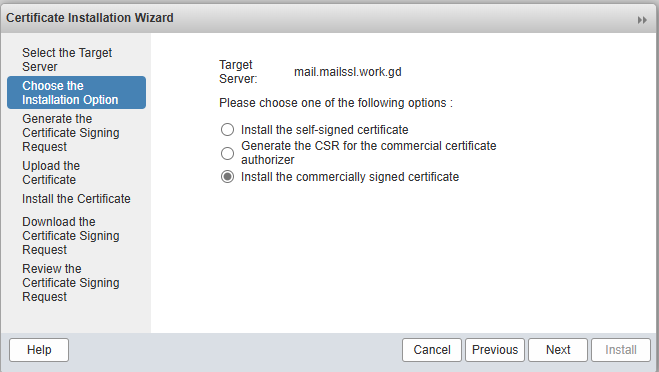 Certificate Installation Wizard
Select the Target
Server
Choose the
Installation Option
Generate the
Certificate Signing
Request
Upload the
Certificate
Install the Certificate
Download the
Certificate Signing
Request
Review the
Certificate Signing
Request
Target
Server:
mail.mailssl.work.gd
Please choose one of the following options :
Install the self-signed certificate
Generate the CSR for the commercial certificate
authorizer
Install the commercially signed certificate
Help
Cancel
Previous
Next
Install